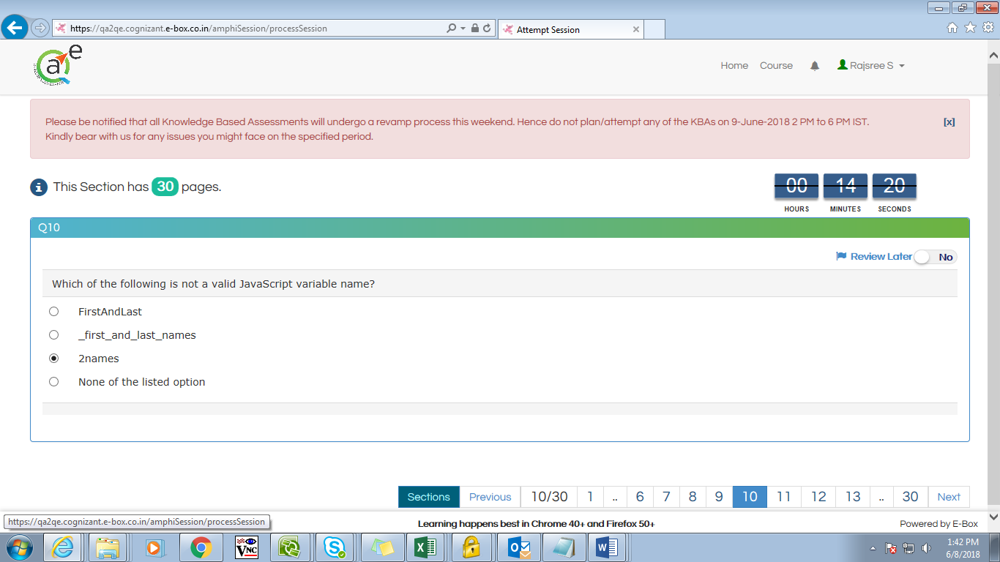 https://qa2qe.cognizant.e-box.co.in/amphiSession/processSession
Attempt Session
a e
Home Course Rajsree S
Please be notified that all Knowledge Based Assessments will undergo a revamp process this weekend. Hence do not plan/attempt any of the KBAs on 9-June-2018 2 PM to 6 PM IST. [x]
Kindly bear with us for any issues you might face on the specified period.
This Section has 30 pages.
00 14 20
HOURS MINUTES SECONDS
Q10
Review Later No
Which of the following is not a valid JavaScript variable name?
FirstAndLast
_first_and_last_names
2names
None of the listed option
Sections Previous 10/30 1 .. 6 7 8 9 10 11 12 13 .. 30 Next
https://qa2qe.cognizant.e-box.co.in/amphiSession/processSession
Learning happens best in Chrome 40+ and Firefox 50+
Powered by E-Box
VNC
1:42 PM
6/8/2018